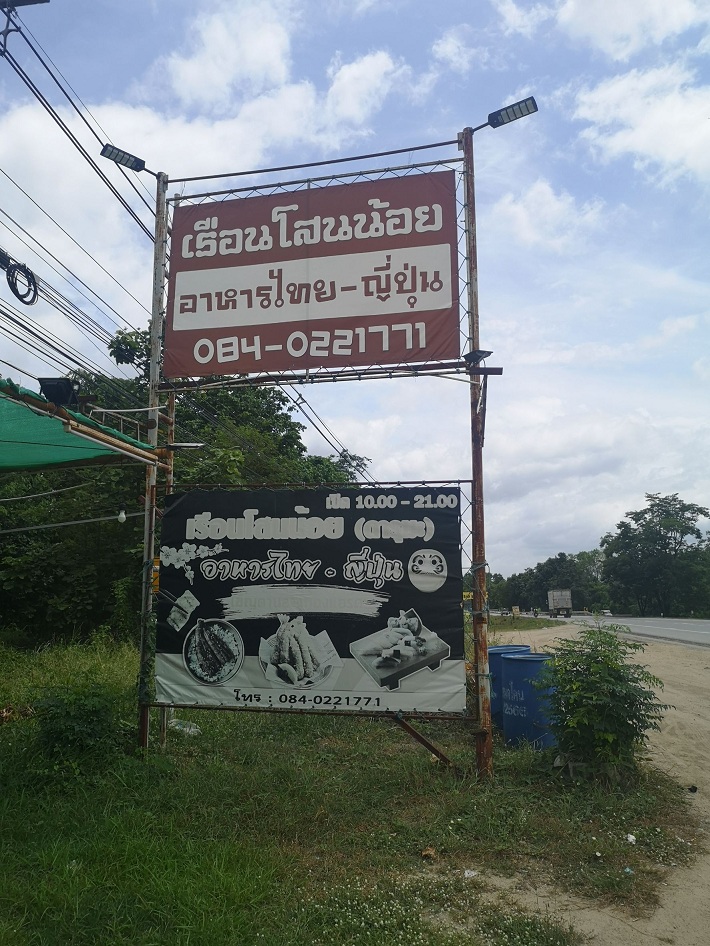 เรือนโสนน้อย
อาหารไทย-ญี่ปุ่น
084-0221771
เปิด 10.00 - 21.00
เรือนโสนน้อย (ดารุมะ)
อาหารไทย - ญี่ปุ่น
โทร : 084-0221771